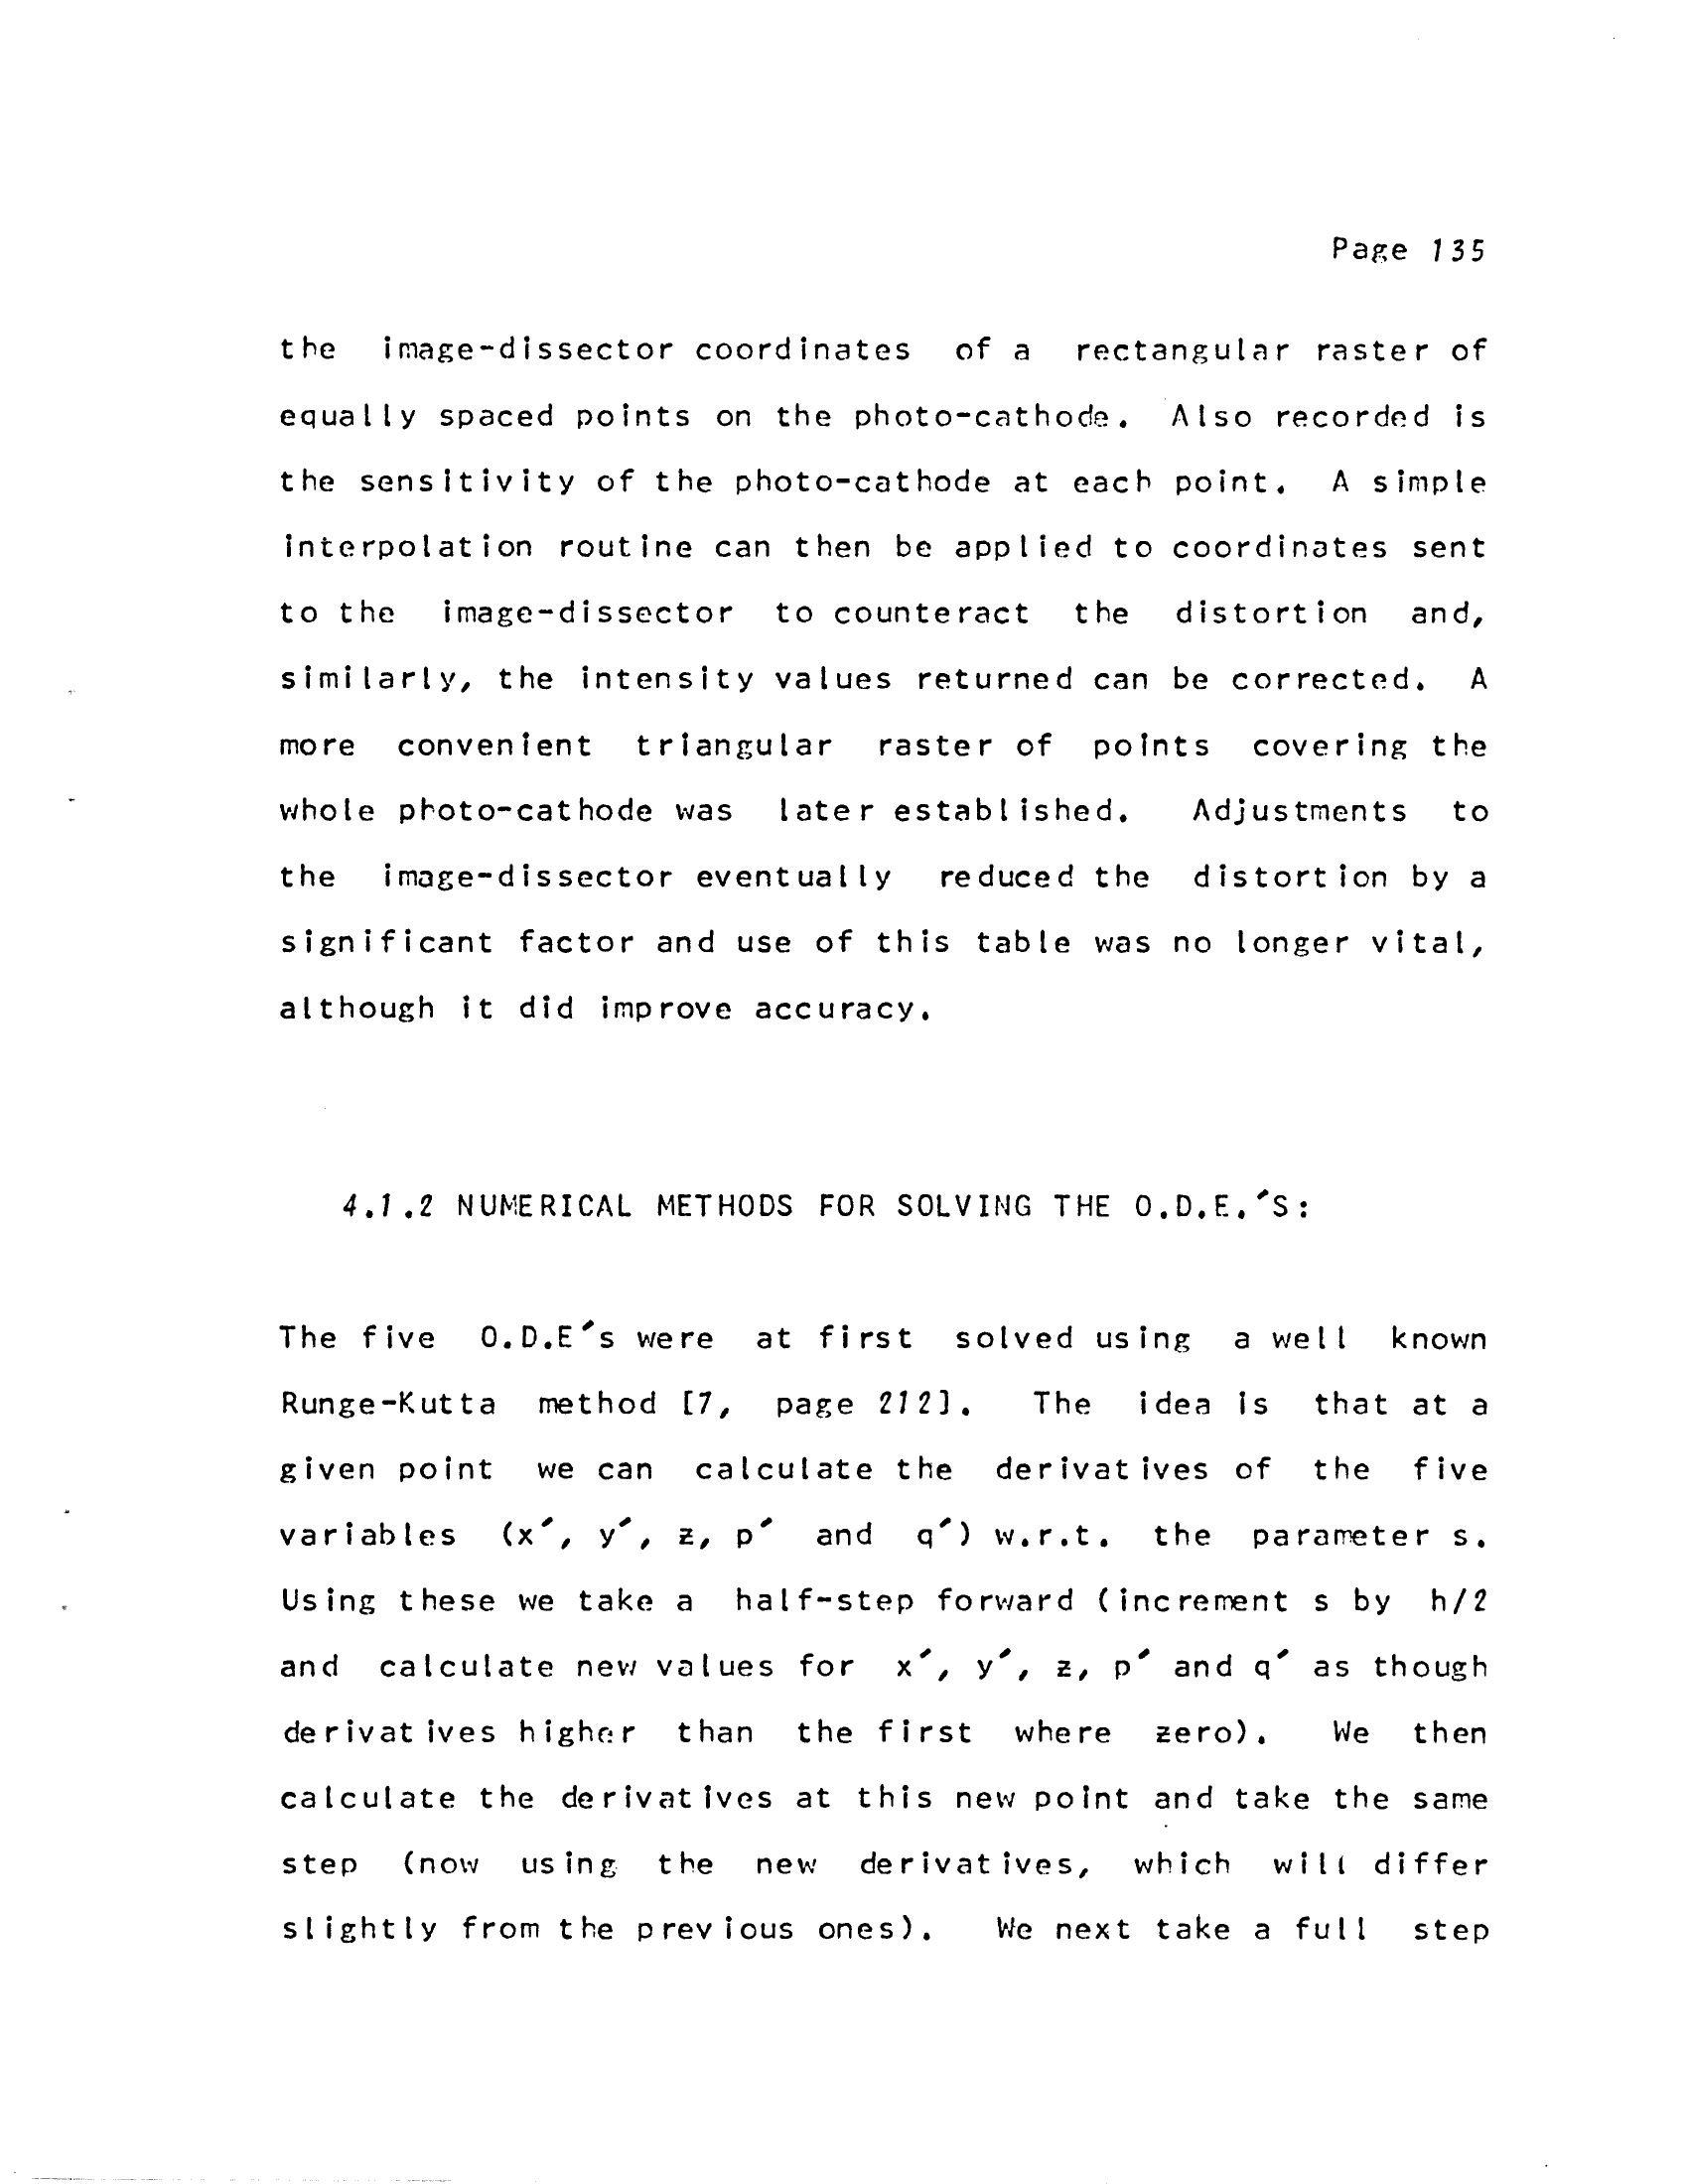 Page 135
the image-dissector coordinates of a rectangular raster of
equally spaced points on the photo-cathode. Also recorded is
the sensitivity of the photo-cathode at each point. A simple
interpolation routine can then be applied to coordinates sent
to the image-dissector to counteract the distortion and,
similarly, the intensity values returned can be corrected. A
more convenient triangular raster of points covering the
whole photo-cathode was later established. Adjustments to
the image-dissector eventually reduced the distortion by a
significant factor and use of this table was no longer vital,
although it did improve accuracy.
4.1.2 NUMERICAL METHODS FOR SOLVING THE O.D.E.'S:
The five O.D.E's were at first solved using a well known
Runge-Kutta method [7, page 212]. The idea is that at a
given point we can calculate the derivatives of the five
variables (x', y', z, p' and q') w.r.t. the parameter s.
Using these we take a half-step forward (increment s by h/2
and calculate new values for x', y', z, p' and q' as though
derivatives higher than the first where zero). We then
calculate the derivatives at this new point and take the same
step (now using the new derivatives, which will differ
slightly from the previous ones). We next take a full step